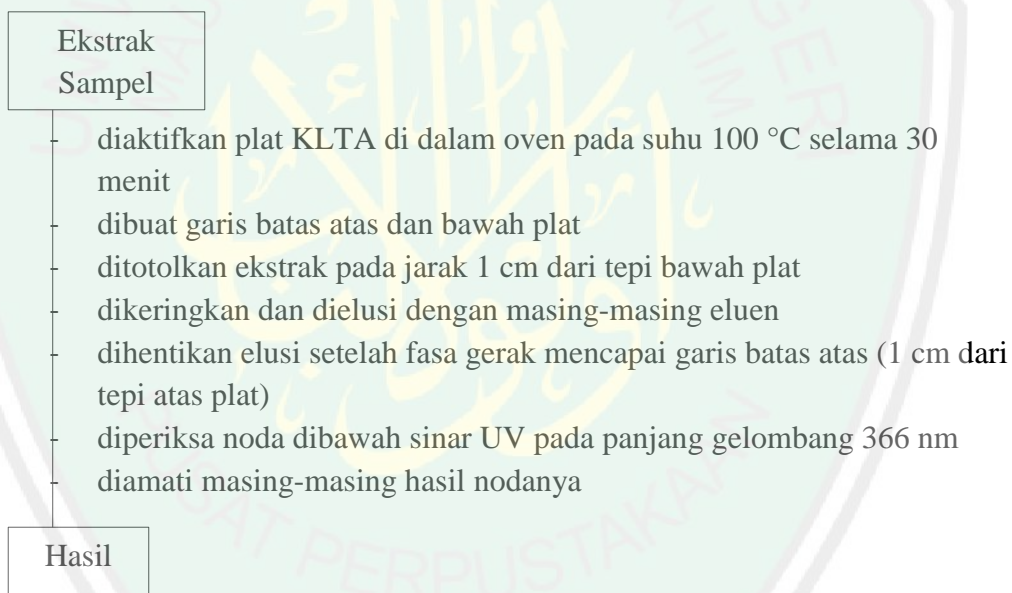 Ekstrak
Sampel
- diaktifkan plat KLTA di dalam oven pada suhu 100 °C selama 30
menit
- dibuat garis batas atas dan bawah plat
- ditotolkan ekstrak pada jarak 1 cm dari tepi bawah plat
- dikeringkan dan dielusi dengan masing-masing eluen
- dihentikan elusi setelah fasa gerak mencapai garis batas atas (1 cm dari
tepi atas plat)
- diperiksa noda dibawah sinar UV pada panjang gelombang 366 nm
- diamati masing-masing hasil nodanya
Hasil
PUSAT PERPUSTAKAAN